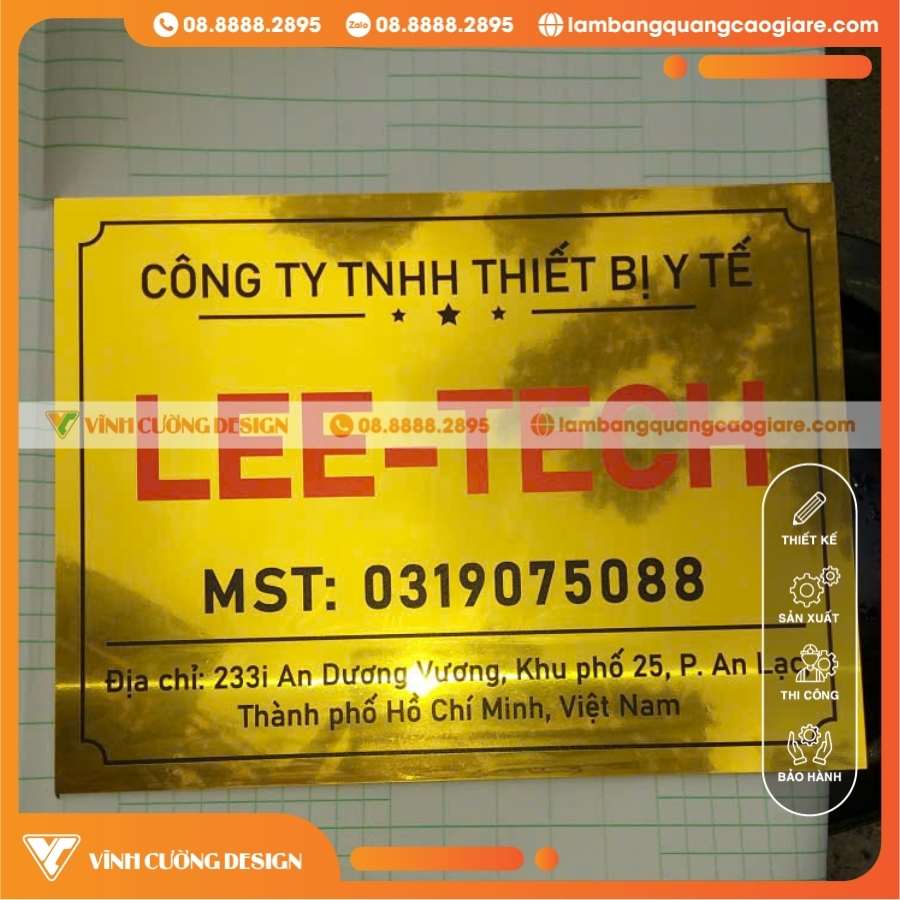 08.8888.2895 Zalo 08.8888.2895 lambangquangcaogiare.com
CÔNG TY TNHH THIẾT BỊ Y TẾ
LEE-TECH
VĨNH CƯỜNG DESIGN 08.8888.2895 lambangquangcaogiare.com
MST: 0319075088
Địa chỉ: 233i An Dương Vương, Khu phố 25, P. An Lạc
Thành phố Hồ Chí Minh, Việt Nam
THIẾT KẾ
SẢN XUẤT
THI CÔNG
BẢO HÀNH
VĨNH CƯỜNG DESIGN